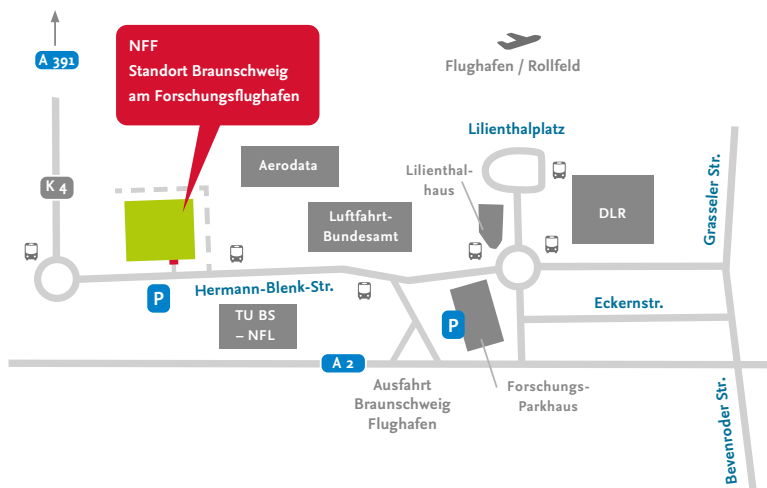 NFF
Standort Braunschweig
am Forschungsflughafen
A 391
Flughafen / Rollfeld
Lilienthalplatz
Aerodata
Lilienthal-
haus
K 4
Luftfahrt-
Bundesamt
DLR
Grasseler Str.
Hermann-Blenk-Str.
P
TU BS
– NFL
P
Eckernstr.
A 2
Ausfahrt
Braunschweig
Flughafen
Forschungs-
Parkhaus
Bevenroder Str.